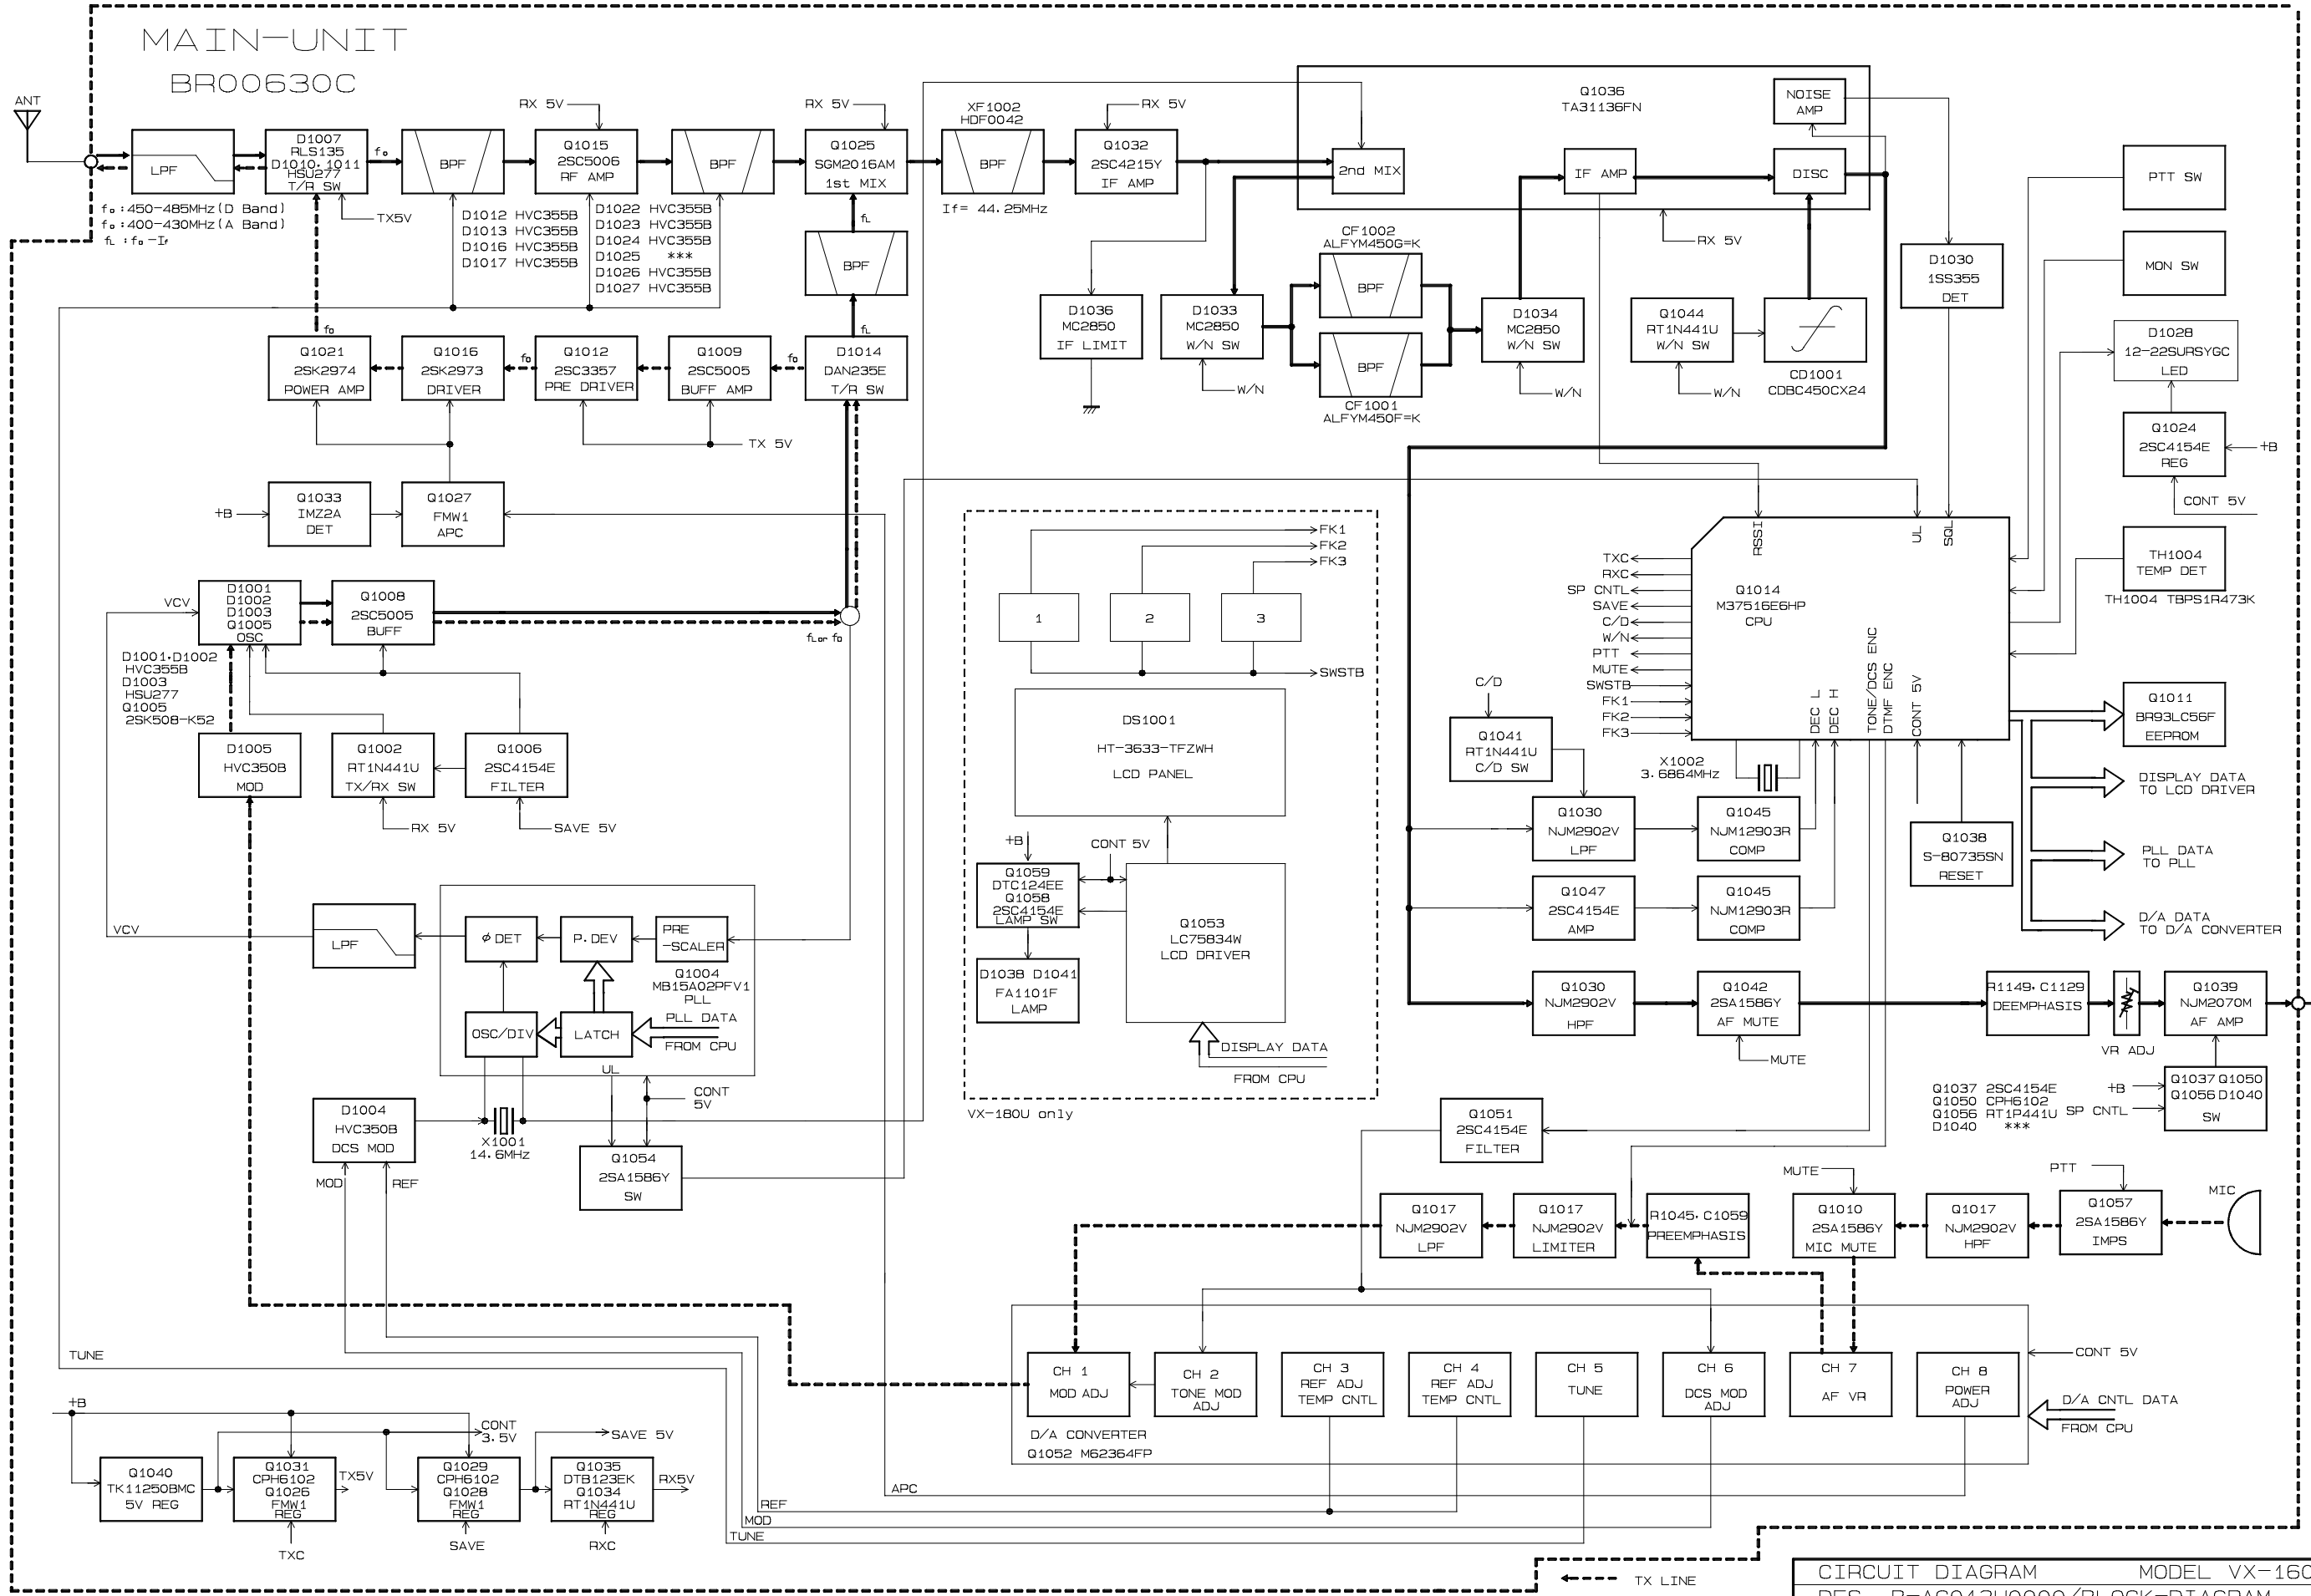 MAIN-UNIT
BR00630C
ANT
LPF
D1007
RLS135
D1010, 1011
HSU277
T/R SW
fo
BPF
RX 5V
Q1015
2SC5006
RF AMP
BPF
RX 5V
Q1025
SGM2016AM
1st MIX
XF1002
HDF0042
BPF
If= 44.25MHz
RX 5V
Q1032
2SC4215Y
IF AMP
Q1036
TA31136FN
NOISE
AMP
2nd MIX
IF AMP
DISC
RX 5V
PTT SW
MON SW
fo :450-485MHz(D Band)
fo :400-430MHz(A Band)
fL : fo -If
TX5V
D1012 HVC355B
D1013 HVC355B
D1016 HVC355B
D1017 HVC355B
D1022 HVC355B
D1023 HVC355B
D1024 HVC355B
D1025 ***
D1026 HVC355B
D1027 HVC355B
fL
BPF
fL
CF1002
ALFYM450G=K
BPF
BPF
CF1001
ALFYM450F=K
D1036
MC2850
IF LIMIT
D1033
MC2850
W/N SW
W/N
D1034
MC2850
W/N SW
W/N
Q1044
RT1N441U
W/N SW
W/N
CD1001
CDBC450CX24
D1030
1SS355
DET
D1028
12-22SURSYGC
LED
Q1024
2SC4154E
REG
+B
CONT 5V
fo
Q1021
2SK2974
POWER AMP
Q1016
2SK2973
DRIVER
fo
Q1012
2SC3357
PRE DRIVER
Q1009
2SC5005
BUFF AMP
fo
D1014
DAN235E
T/R SW
TX 5V
+B
Q1033
IMZ2A
DET
Q1027
FMW1
APC
VCV
D1001
D1002
D1003
Q1005
OSC
Q1008
2SC5005
BUFF
fLor fo
D1001·D1002
HVC355B
D1003
HSU277
Q1005
2SK508-K52
D1005
HVC350B
MOD
Q1002
RT1N441U
TX/RX SW
Q1006
2SC4154E
FILTER
RX 5V
SAVE 5V
FK1
FK2
FK3
1
2
3
SWSTB
DS1001
HT-3633-TFZWH
LCD PANEL
+B
CONT 5V
Q1059
DTC124EE
Q1058
2SC4154E
LAMP SW
D1038 D1041
FA1101F
LAMP
Q1053
LC75834W
LCD DRIVER
DISPLAY DATA
FROM CPU
VX-180U only
RSSI
UL
SQL
TXC
RXC
SP CNTL
SAVE
C/D
W/N
PTT
MUTE
SWSTB
FK1
FK2
FK3
Q1014
M37516E6HP
CPU
DEC L
DEC H
TONE/DCS ENC
DTMF ENC
CONT 5V
TH1004
TEMP DET
TH1004 TBPS1R473K
Q1011
BR93LC56F
EEPROM
DISPLAY DATA
TO LCD DRIVER
PLL DATA
TO PLL
D/A DATA
TO D/A CONVERTER
C/D
Q1041
RT1N441U
C/D SW
X1002
3.6864MHz
Q1030
NJM2902V
LPF
Q1045
NJM12903R
COMP
Q1038
S-80735SN
RESET
Q1047
2SC4154E
AMP
Q1045
NJM12903R
COMP
Q1030
NJM2902V
HPF
Q1042
2SA1586Y
AF MUTE
MUTE
R1149, C1129
DEEMPHASIS
VR ADJ
Q1039
NJM2070M
AF AMP
Q1037 2SC4154E
Q1050 CPH6102
Q1056 RT1P441U
D1040 ***
+B
SP CNTL
Q1037 Q1050
Q1056 D1040
SW
VCV
LPF
φ DET
P.DEV
PRE
-SCALER
Q1004
MB15A02PFV1
PLL
OSC/DIV
LATCH
PLL DATA
FROM CPU
UL
CONT
5V
D1004
HVC350B
DCS MOD
X1001
14.6MHz
Q1054
2SA1586Y
SW
MOD
REF
Q1051
2SC4154E
FILTER
Q1017
NJM2902V
LPF
Q1017
NJM2902V
LIMITER
R1045, C1059
PREEMPHASIS
MUTE
Q1010
2SA1586Y
MIC MUTE
Q1017
NJM2902V
HPF
PTT
Q1057
2SA1586Y
IMPS
MIC
TUNE
CH 1
MOD ADJ
CH 2
TONE MOD
ADJ
CH 3
REF ADJ
TEMP CNTL
CH 4
REF ADJ
TEMP CNTL
CH 5
TUNE
CH 6
DCS MOD
ADJ
CH 7
AF VR
CH 8
POWER
ADJ
CONT 5V
D/A CNTL DATA
FROM CPU
D/A CONVERTER
Q1052 M62364FP
+B
Q1040
TK11250BMC
5V REG
Q1031
CPH6102
Q1026
FMW1
REG
TX5V
TXC
CONT
3.5V
Q1029
CPH6102
Q1028
FMW1
REG
SAVE
SAVE 5V
Q1035
DTB123EK
Q1034
RT1N441U
REG
RX5V
RXC
APC
REF
MOD
TUNE
TX LINE
CIRCUIT DIAGRAM MODEL VX-160